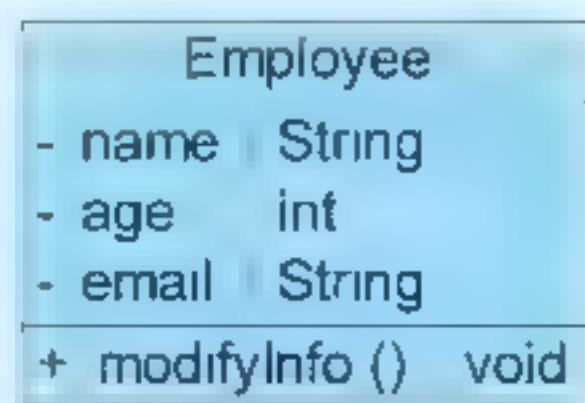 Employee
- name : String
- age int
- email : String
+ modifyInfo () void